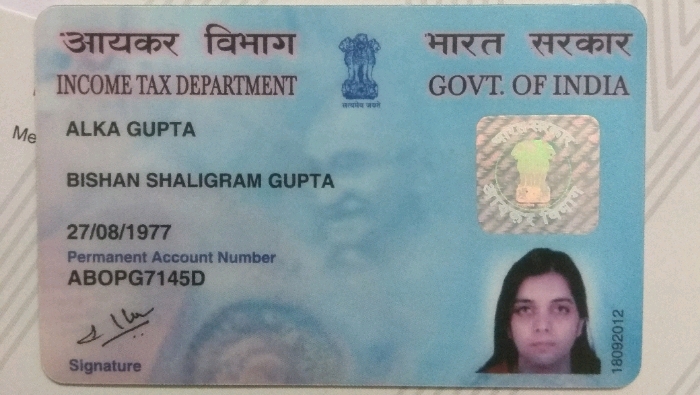 आयकर विभाग
INCOME TAX DEPARTMENT
भारत सरकार
GOVT. OF INDIA
सत्यमेव जयते
Me
ALKA GUPTA
BISHAN SHALIGRAM GUPTA
27/08/1977
Permanent Account Number
ABOPG7145D
Signature
18092012